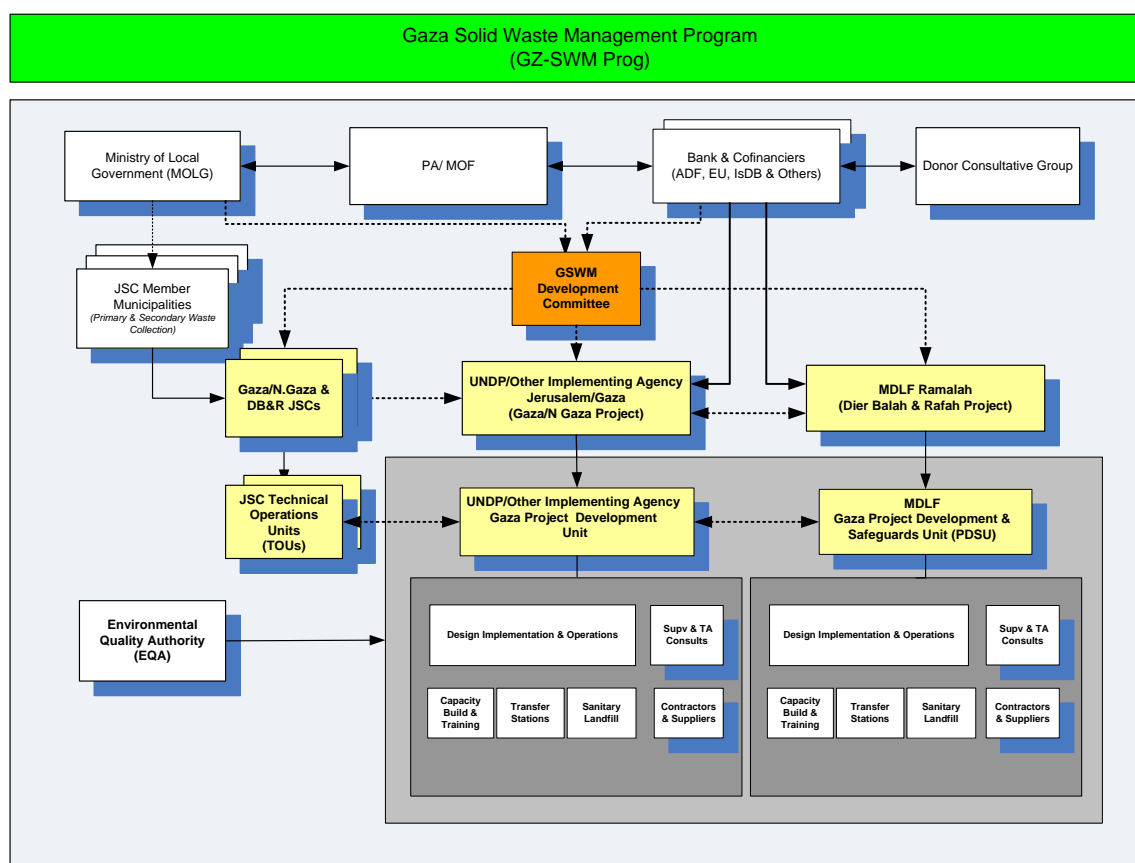 Gaza Solid Waste Management Program
(GZ-SWM Prog)
Ministry of Local
Government (MOLG)
PA/ MOF
Bank & Cofinanciers
(ADF, EU, IsDB & Others)
Donor Consultative Group
JSC Member
Municipalities
(Primary & Secondary Waste
Collection)
GSWM
Development
Committee
Gaza/N.Gaza &
DB&R JSCs
UNDP/Other Implementing Agency
Jerusalem/Gaza
(Gaza/N Gaza Project)
MDLF Ramalah
(Dier Balah & Rafah Project)
JSC Technical
Operations
Units
(TOUs)
UNDP/Other Implementing Agency
Gaza Project Development
Unit
MDLF
Gaza Project Development &
Safeguards Unit (PDSU)
Environmental
Quality Authority
(EQA)
Design Implementation & Operations
Supv & TA
Consults
Capacity
Build &
Training
Transfer
Stations
Sanitary
Landfill
Contractors
& Suppliers
Design Implementation & Operations
Supv & TA
Consults
Capacity
Build &
Training
Transfer
Stations
Sanitary
Landfill
Contractors
& Suppliers